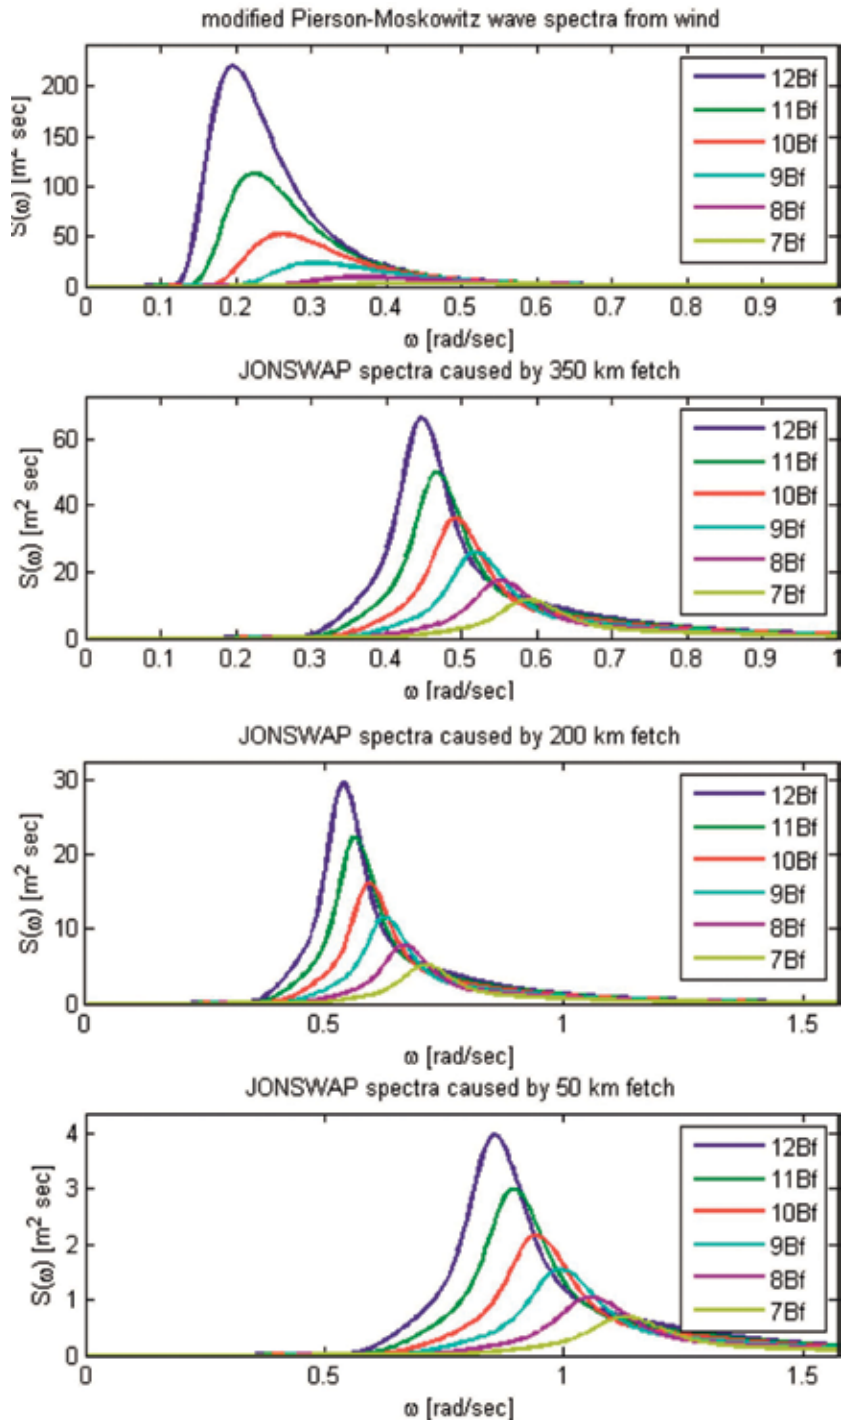 modified Pierson-Moskowitz wave spectra from wind
S(ω) [m² sec]
200
150
100
50
0
12Bf
11Bf
10Bf
9Bf
8Bf
7Bf
0 0.1 0.2 0.3 0.4 0.5 0.6 0.7 0.8 0.9 1
ω [rad/sec]
JONSWAP spectra caused by 350 km fetch
S(ω) [m² sec]
60
40
20
0
12Bf
11Bf
10Bf
9Bf
8Bf
7Bf
0 0.1 0.2 0.3 0.4 0.5 0.6 0.7 0.8 0.9 1
ω [rad/sec]
JONSWAP spectra caused by 200 km fetch
S(ω) [m² sec]
30
20
10
0
12Bf
11Bf
10Bf
9Bf
8Bf
7Bf
0 0.5 1 1.5
ω [rad/sec]
JONSWAP spectra caused by 50 km fetch
S(ω) [m² sec]
4
3
2
1
0
12Bf
11Bf
10Bf
9Bf
8Bf
7Bf
0 0.5 1 1.5
ω [rad/sec]